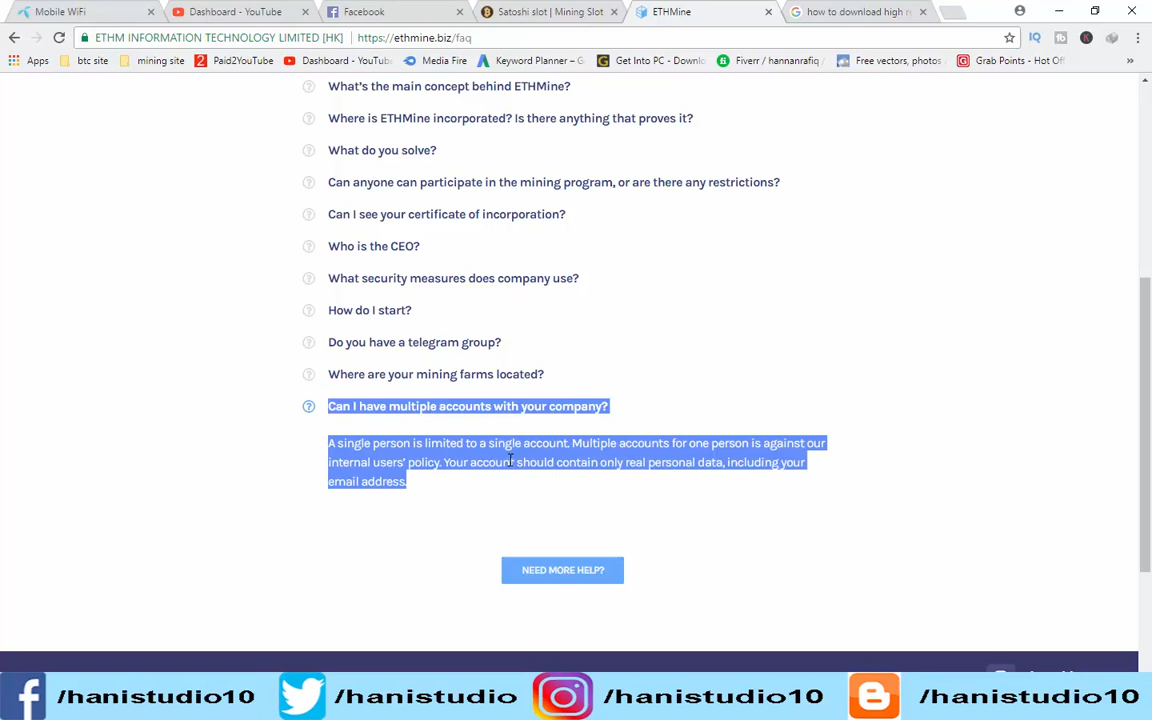 Mobile WiFi
Dashboard - YouTube
Facebook
Satoshi slot | Mining Slot
ETHMine
how to download high r
ETHM INFORMATION TECHNOLOGY LIMITED [HK]
https://ethmine.biz/faq
Apps
btc site
mining site
Paid2YouTube
Dashboard - YouTub
Media Fire
Keyword Planner –
Get Into PC - Downlo
Fiverr / hannanrafiq /
Free vectors, photos
Grab Points - Hot Off
What's the main concept behind ETHMine?
Where is ETHMine incorporated? Is there anything that proves it?
What do you solve?
Can anyone can participate in the mining program, or are there any restrictions?
Can I see your certificate of incorporation?
Who is the CEO?
What security measures does company use?
How do I start?
Do you have a telegram group?
Where are your mining farms located?
Can I have multiple accounts with your company?
A single person is limited to a single account. Multiple accounts for one person is against our
internal users' policy. Your account should contain only real personal data, including your
email address.
NEED MORE HELP?
/hanistudio10
/hanistudio
/hanistudio10
/hanistudio10